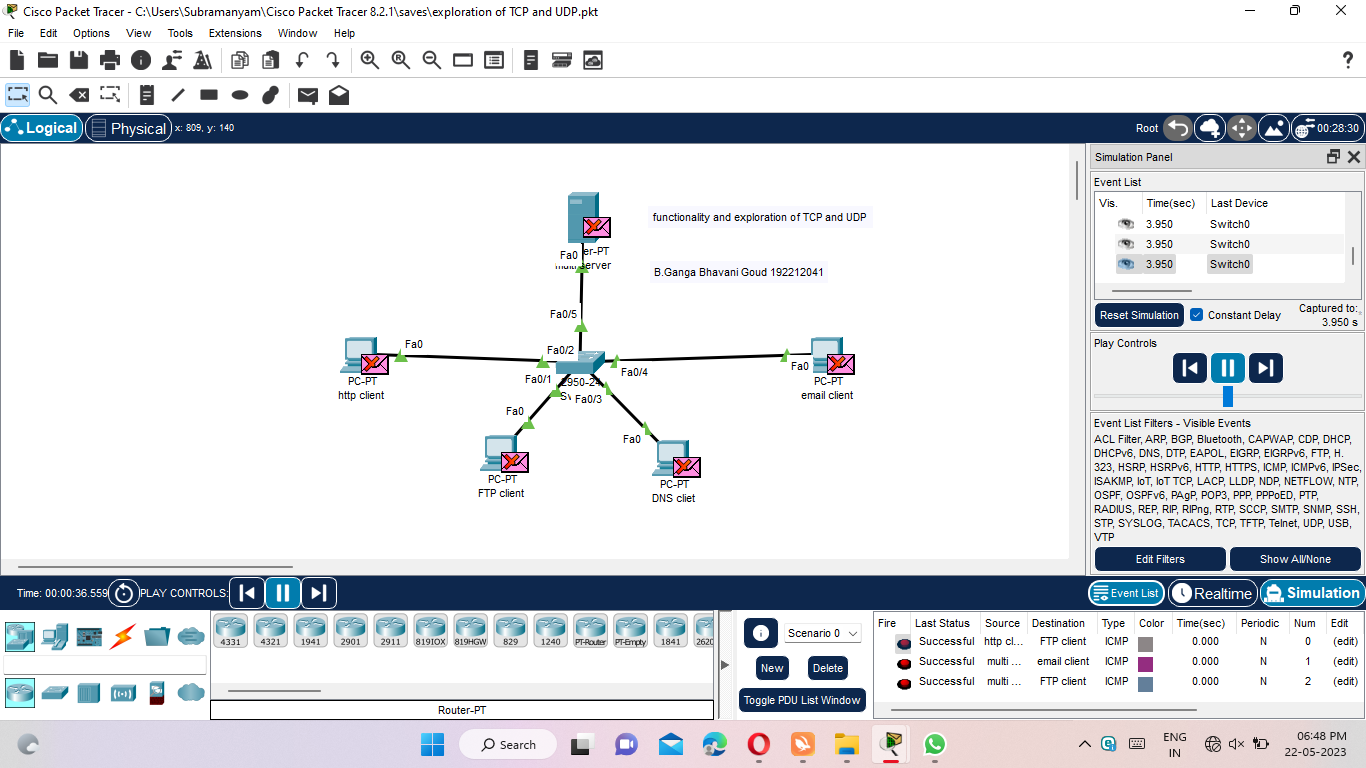 Cisco Packet Tracer - C:\Users\Subramanyam\Cisco Packet Tracer 8.2.1\saves\exploration of TCP and UDP.pkt
File Edit Options View Tools Extensions Window Help
Logical Physical x: 809, y: 140 Root 00:28:30
functionality and exploration of TCP and UDP
B.Ganga Bhavani Goud 192212041
Fa0 er-PT
server
Fa0/5
Fa0
Fa0/2
Fa0/1
Fa0/4
Fa0/3
2950-24
Fa0
PC-PT
http client
PC-PT
email client
Fa0
Fa0
PC-PT
FTP client
PC-PT
DNS cliet
Simulation Panel
Event List
Vis. Time(sec) Last Device
3.950 Switch0
3.950 Switch0
3.950 Switch0
Reset Simulation Constant Delay Captured to:
3.950 s
Play Controls
Event List Filters - Visible Events
ACL Filter, ARP, BGP, Bluetooth, CAPWAP, CDP, DHCP,
DHCPv6, DNS, DTP, EAPOL, EIGRP, EIGRPv6, FTP, H.
323, HSRP, HSRPv6, HTTP, HTTPS, ICMP, ICMPv6, IPSec,
ISAKMP, IoT, IoT TCP, LACP, LLDP, NDP, NETFLOW, NTP,
OSPF, OSPFv6, PAgP, POP3, PPP, PPPoED, PTP,
RADIUS, REP, RIP, RIPng, RTP, SCCP, SMTP, SNMP, SSH,
STP, SYSLOG, TACACS, TCP, TFTP, Telnet, UDP, USB,
VTP
Edit Filters Show All/None
Time: 00:00:36.559 PLAY CONTROLS: Event List Realtime Simulation
4331 4321 1941 2901 2911 819IOX 819HGW 829 1240 PT-Router PT-Empty 1841 2620
Router-PT
Scenario 0
New Delete
Toggle PDU List Window
Fire Last Status Source Destination Type Color Time(sec) Periodic Num Edit
Successful http cl... FTP client ICMP 0.000 N 0 (edit)
Successful multi ... email client ICMP 0.000 N 1 (edit)
Successful multi ... FTP client ICMP 0.000 N 2 (edit)
Search
ENG
IN
06:48 PM
22-05-2023